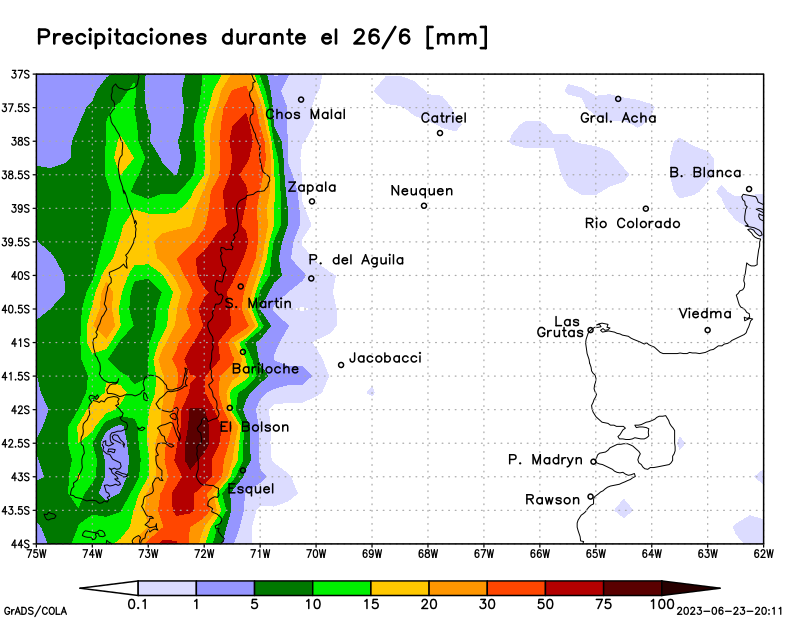 Precipitaciones durante el 26/6 [mm]
37S
37.5S
38S
38.5S
39S
39.5S
40S
40.5S
41S
41.5S
42S
42.5S
43S
43.5S
44S
Chos Malal
Catriel
Gral. Acha
B. Blanca
Zapala
Neuquen
Rio Colorado
P. del Aguila
S. Martin
Viedma
Las
Grutas
Jacobacci
Bariloche
El Bolson
P. Madryn
Esquel
Rawson
75W 74W 73W 72W 71W 70W 69W 68W 67W 66W 65W 64W 63W 62W
0.1 1 5 10 15 20 30 50 75 100
GrADS/COLA
2023-06-23-20:11